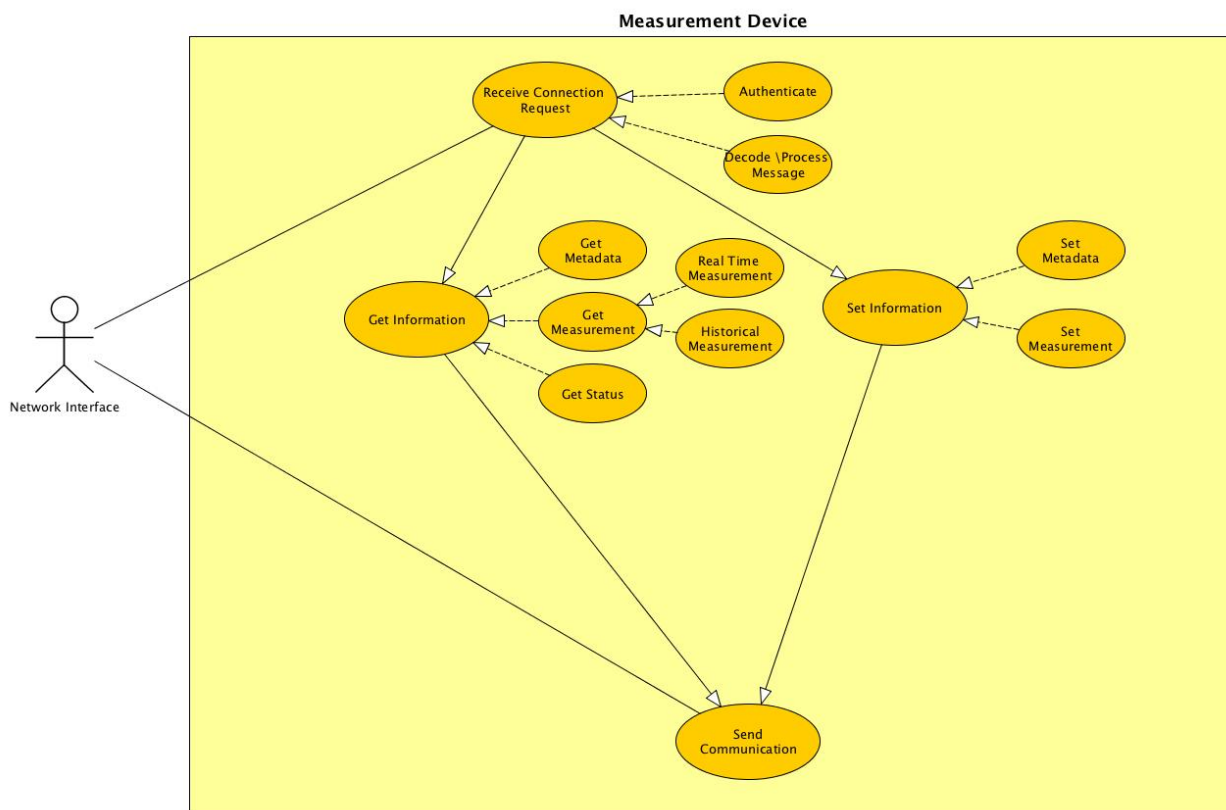 Measurement Device
Receive Connection
Request
Authenticate
Decode \Process
Message
Get
Metadata
Real Time
Measurement
Set
Metadata
Get Information
Get
Measurement
Historical
Measurement
Set Information
Set
Measurement
Get Status
Network Interface
Send
Communication